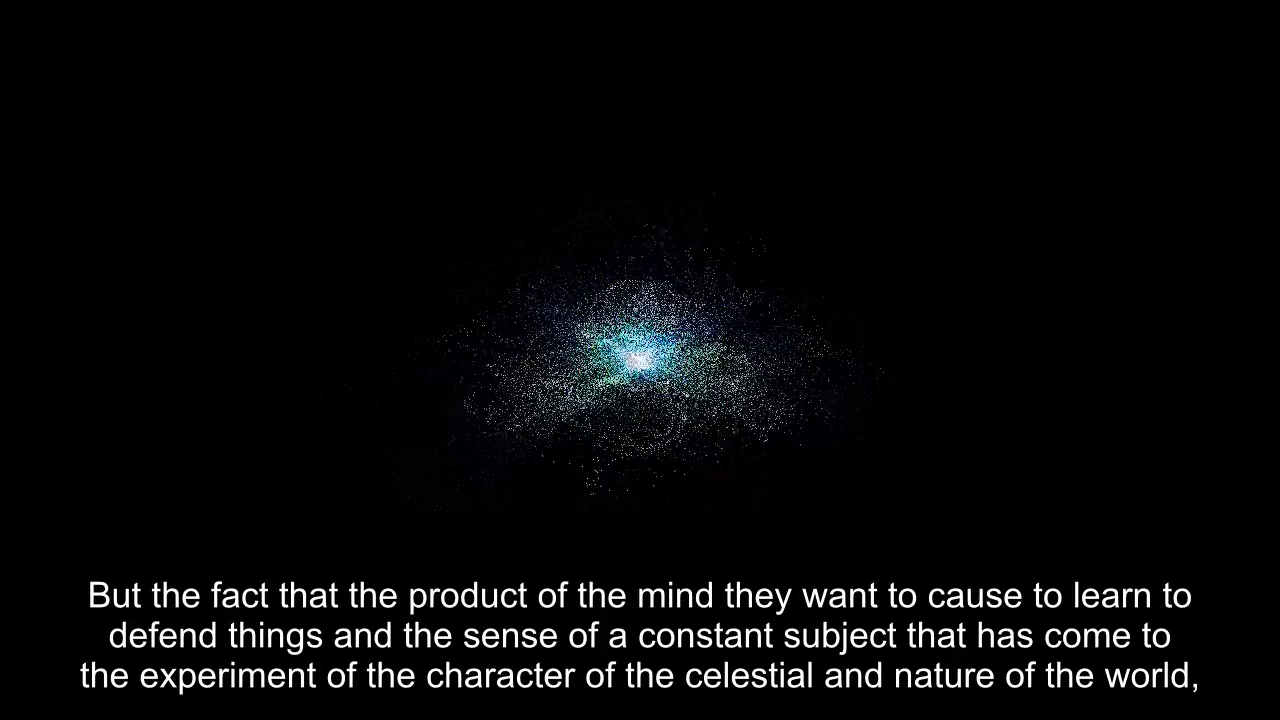 But the fact that the product of the mind they want to cause to learn to
defend things and the sense of a constant subject that has come to
the experiment of the character of the celestial and nature of the world,